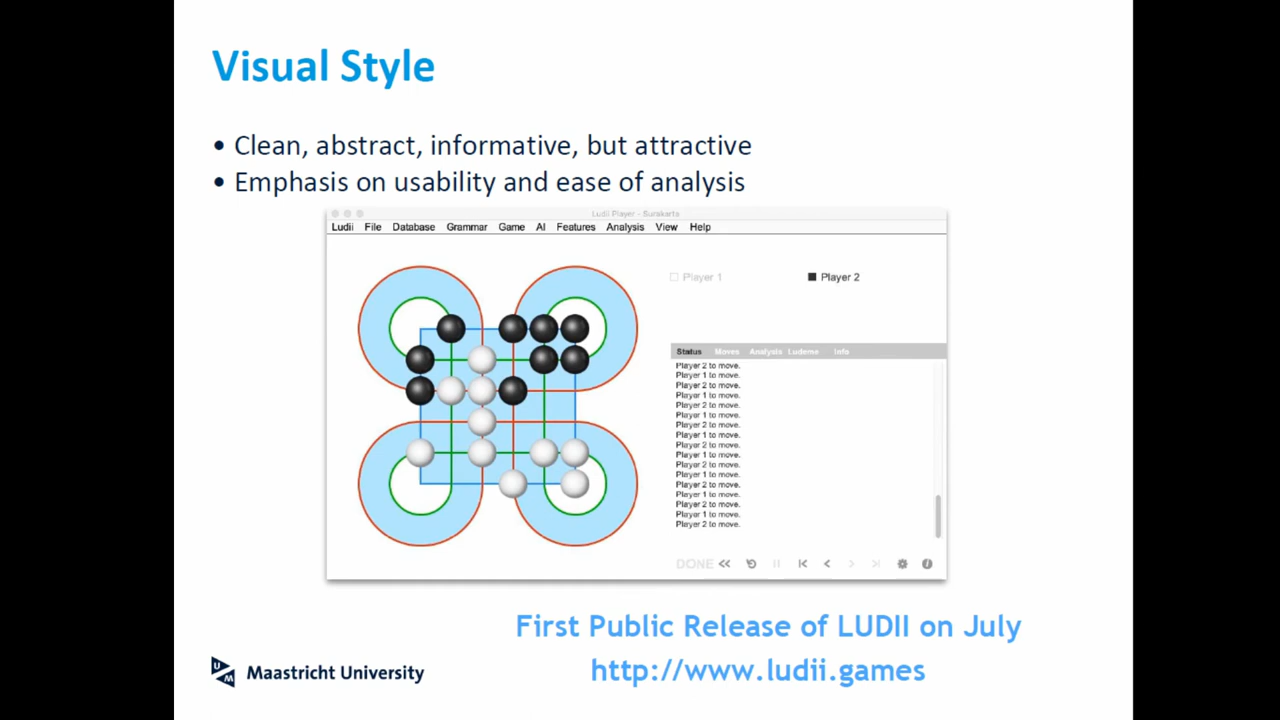 Visual Style
• Clean, abstract, informative, but attractive
• Emphasis on usability and ease of analysis
Ludii Player - Surakarta
Ludii File Database Grammar Game AI Features Analysis View Help
Player 1 Player 2
Status Moves Analysis Ludeme Info
Player 2 to move.
Player 1 to move.
Player 2 to move.
Player 1 to move.
Player 2 to move.
Player 1 to move.
Player 2 to move.
Player 1 to move.
Player 2 to move.
Player 1 to move.
Player 2 to move.
Player 1 to move.
Player 2 to move.
Player 1 to move.
Player 2 to move.
Player 1 to move.
Player 2 to move.
DONE
First Public Release of LUDII on July
http://www.ludii.games
UM
Maastricht University